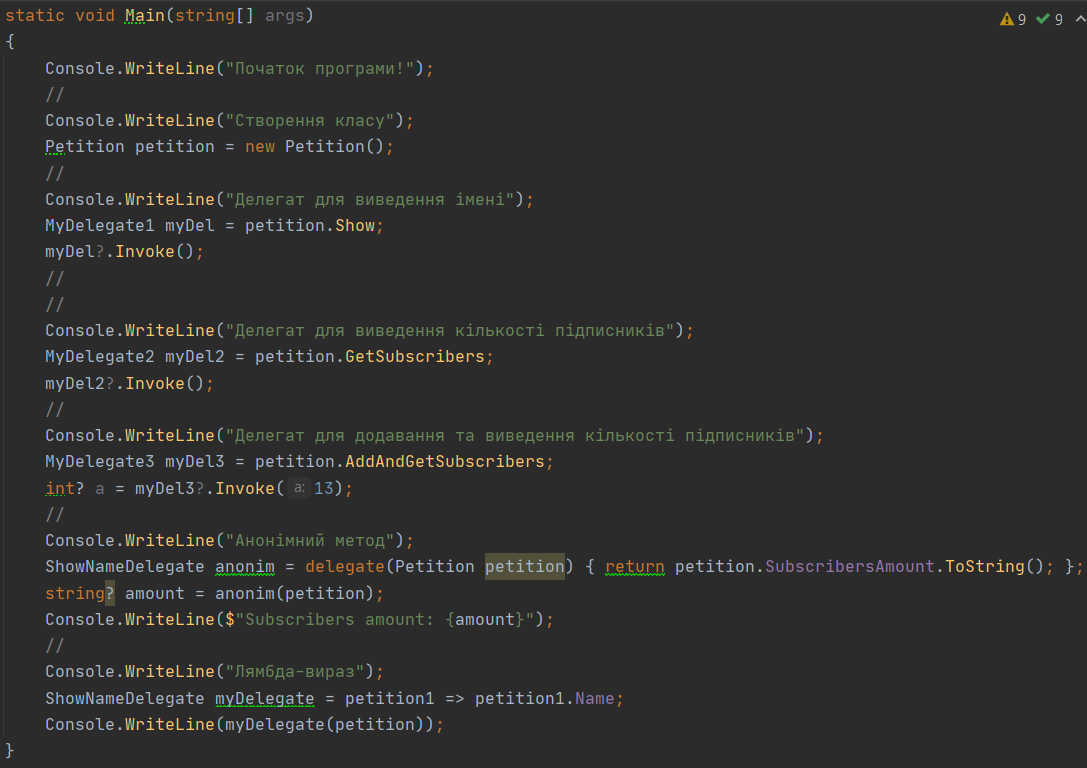 static void Main(string[] args)
9 9
{
Console.WriteLine("Початок програми!");
//
Console.WriteLine("Створення класу");
Petition petition = new Petition();
//
Console.WriteLine("Делегат для виведення імені");
MyDelegate1 myDel = petition.Show;
myDel?.Invoke();
//
//
Console.WriteLine("Делегат для виведення кількості підписників");
MyDelegate2 myDel2 = petition.GetSubscribers;
myDel2?.Invoke();
//
Console.WriteLine("Делегат для додавання та виведення кількості підписників");
MyDelegate3 myDel3 = petition.AddAndGetSubscribers;
int? a = myDel3?.Invoke( a: 13);
//
Console.WriteLine("Анонімний метод");
ShowNameDelegate anonim = delegate(Petition petition) { return petition.SubscribersAmount.ToString(); };
string? amount = anonim(petition);
Console.WriteLine($"Subscribers amount: {amount}");
//
Console.WriteLine("Лямбда-вираз");
ShowNameDelegate myDelegate = petition1 => petition1.Name;
Console.WriteLine(myDelegate(petition));
}